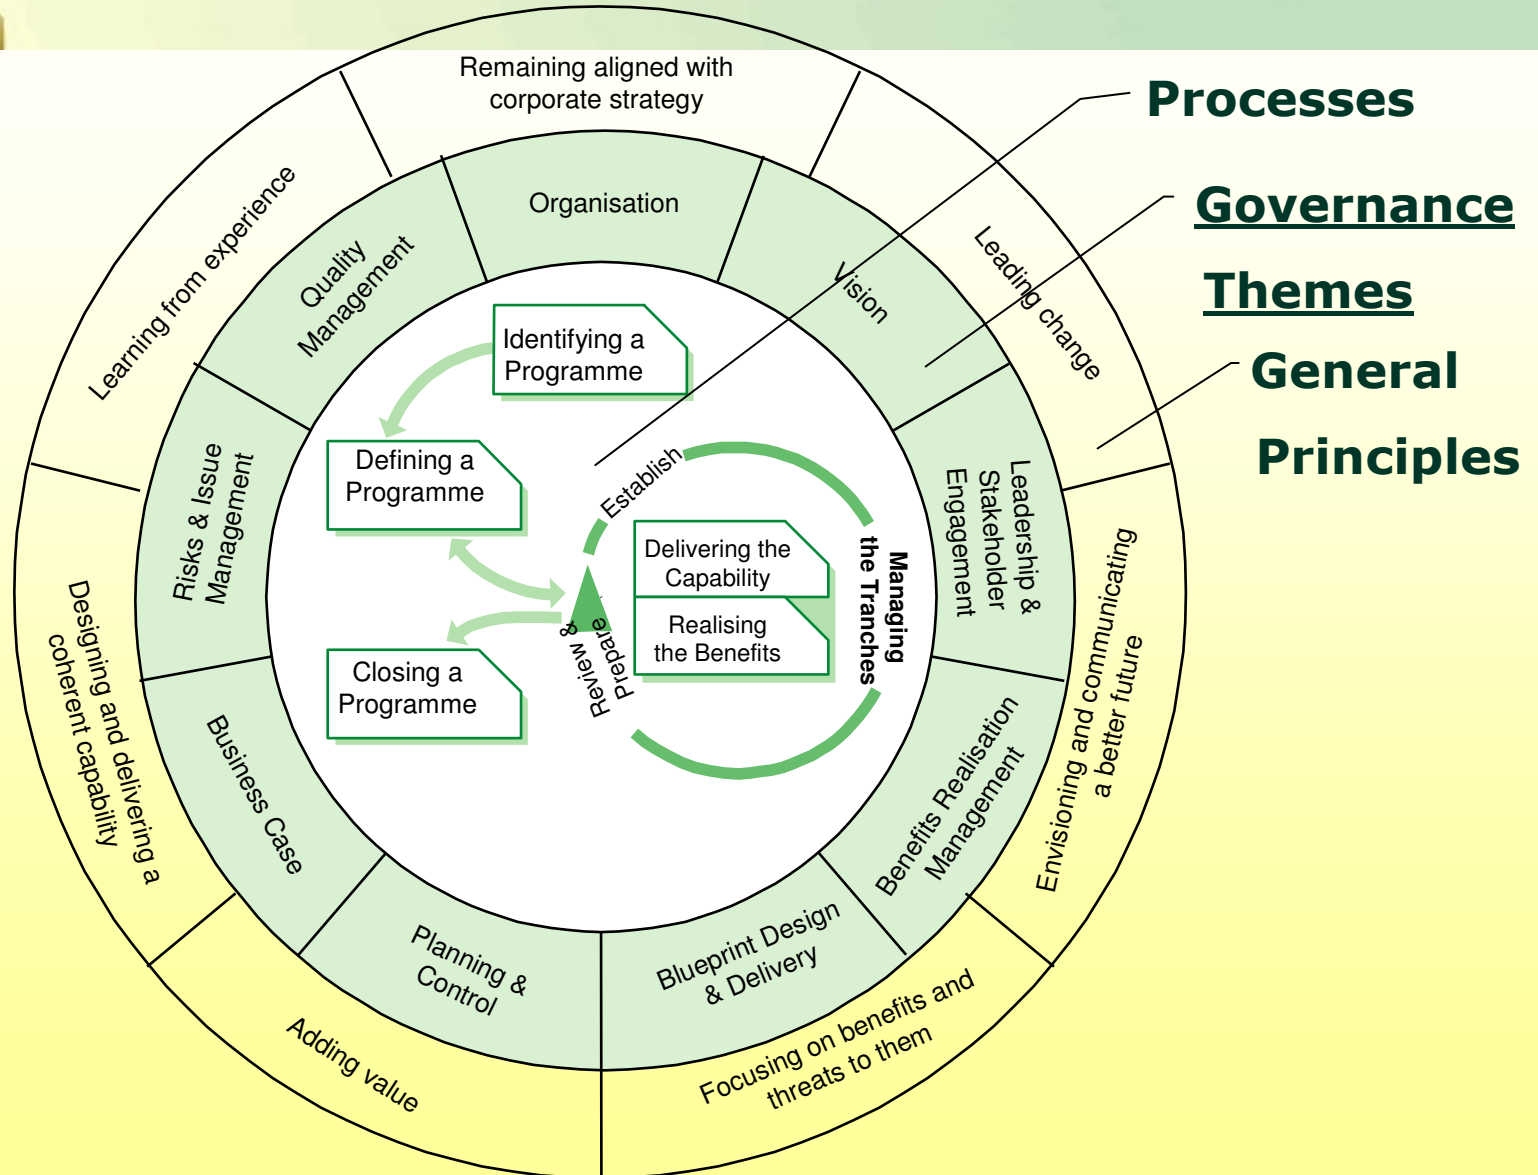 Remaining aligned with
corporate strategy
Processes
Governance
Themes
General
Principles
Learning from experience
Leading change
Envisioning and communicating
a better future
Focusing on benefits and
threats to them
Adding value
Designing and delivering a
coherent capability
Organisation
Vision
Leadership &
Stakeholder
Engagement
Benefits Realisation
Management
Blueprint Design
& Delivery
Planning &
Control
Business Case
Risks & Issue
Management
Quality
Management
Identifying a
Programme
Defining a
Programme
Closing a
Programme
Establish
Delivering the
Capability
Realising
the Benefits
Managing
the Tranches
Review &
Prepare